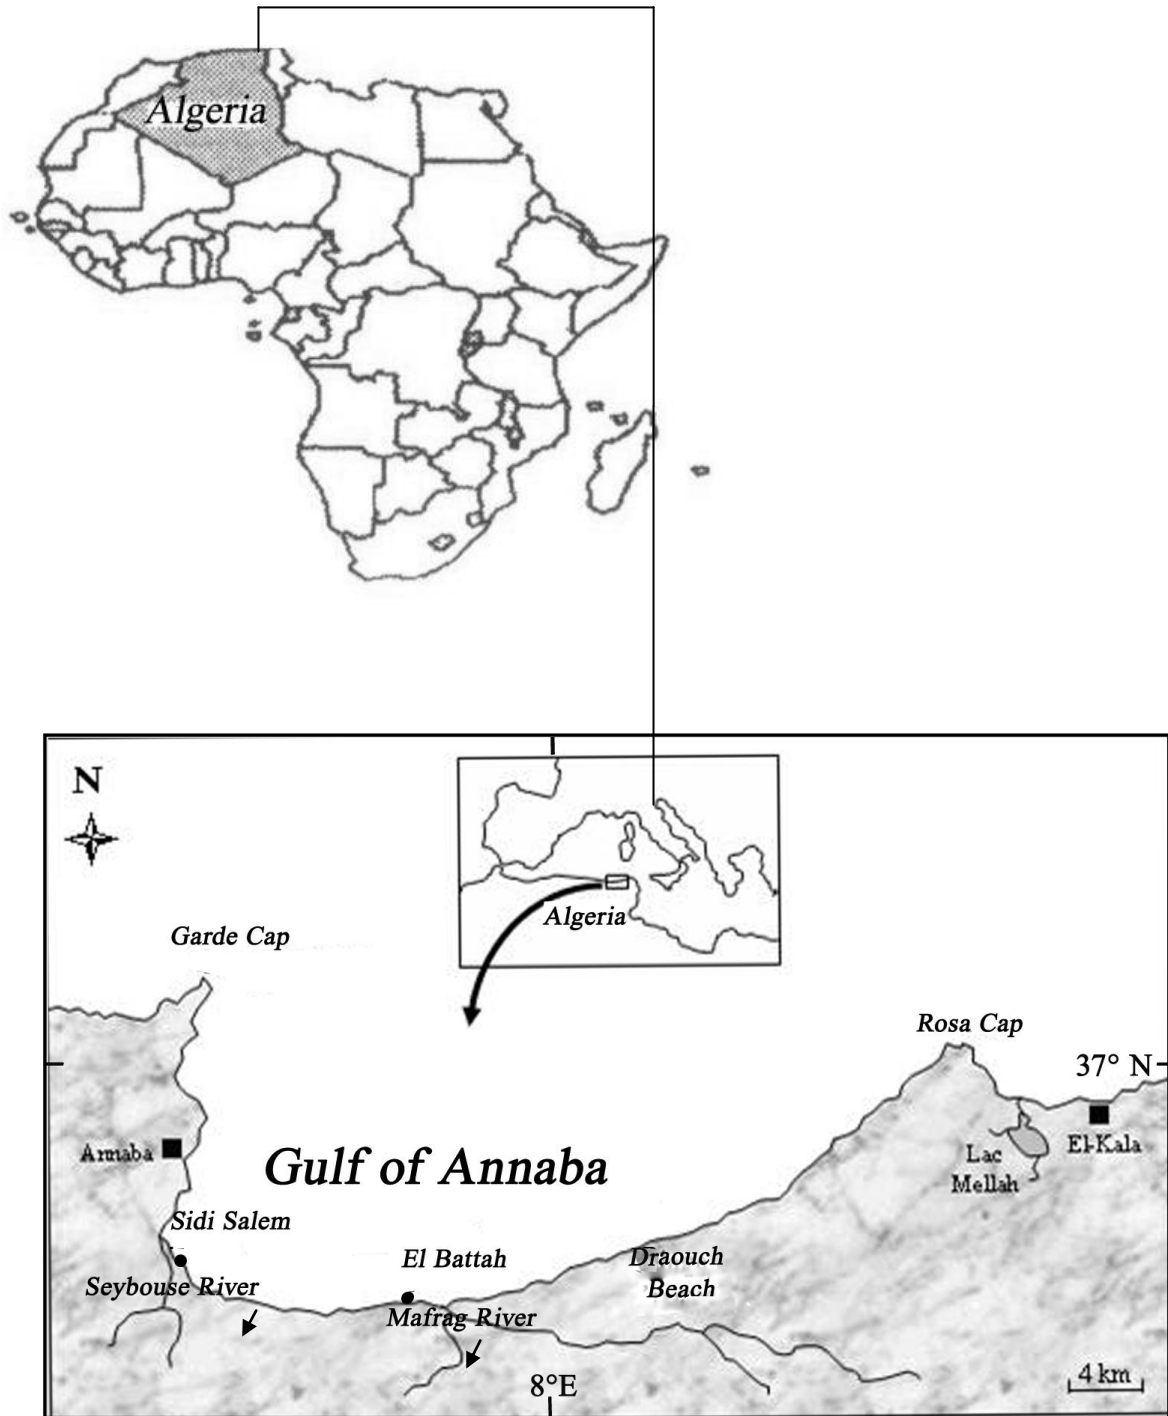 Algeria
N
Algeria
Garde Cap
Rosa Cap
37° N
Annaba
Gulf of Annaba
El-Kala
Lac
Mellah
Sidi Salem
El Battah
Draouch
Beach
Seybouse River
Mafrag River
8°E
4 km